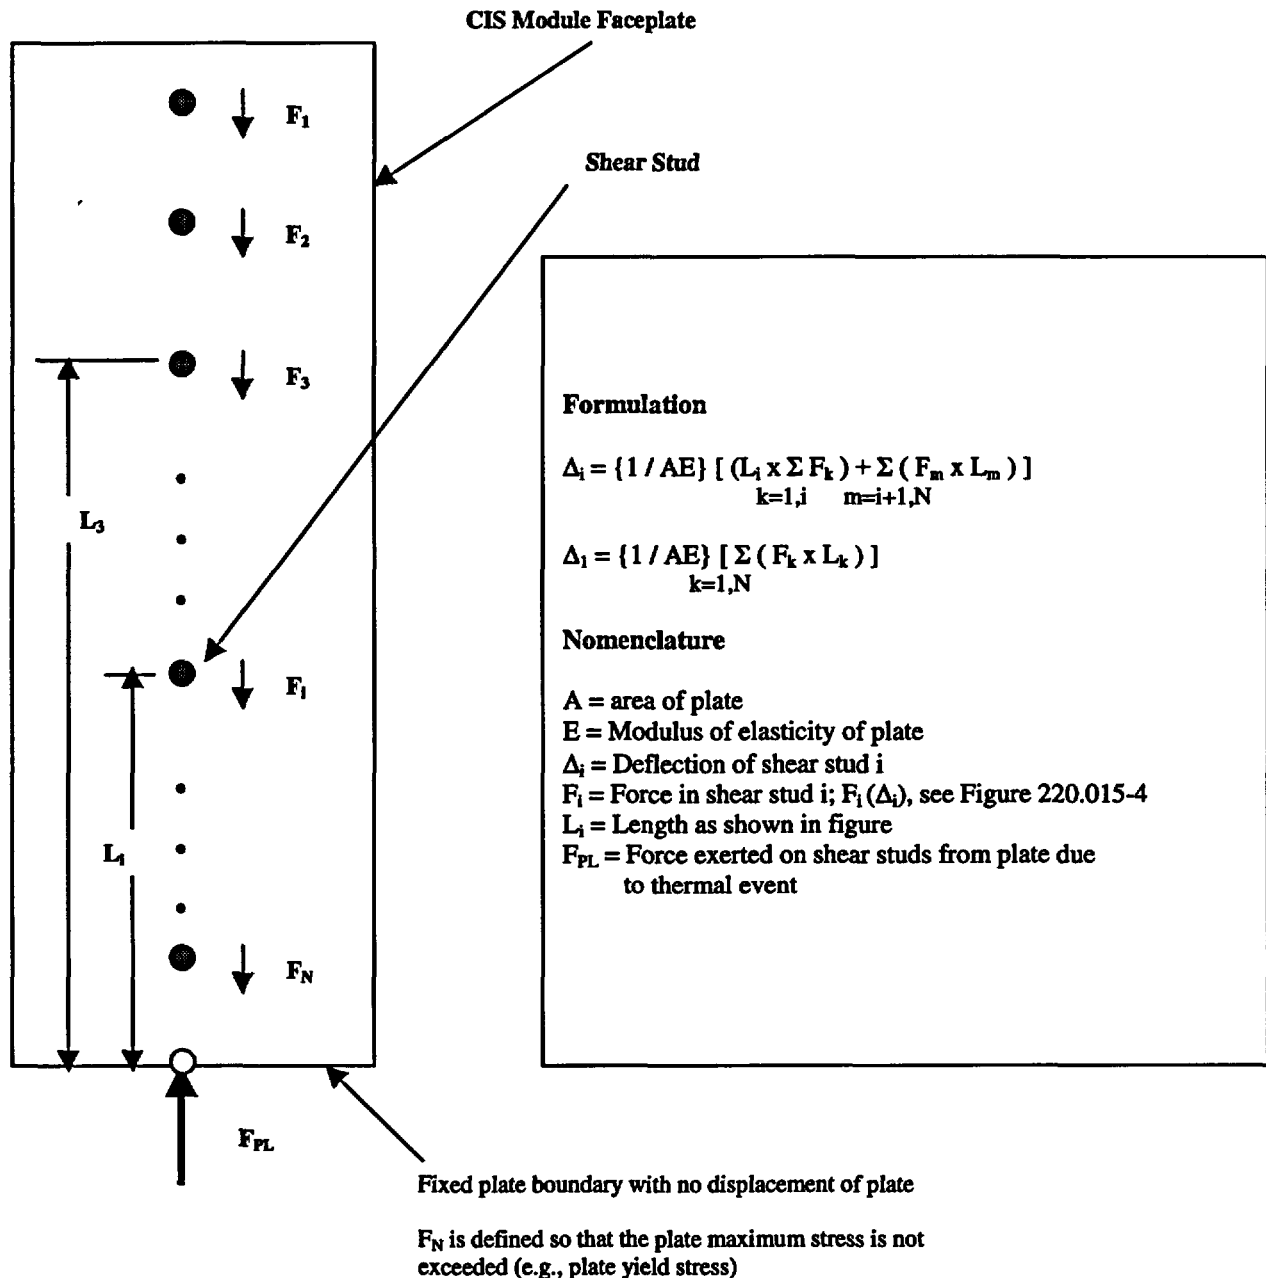 CIS Module Faceplate
F₁
Shear Stud
F₂
F₃
L₃
Fᵢ
Lᵢ
F_N
F_PL
Formulation
Δᵢ = {1 / AE} [ (Lᵢ x Σ Fₖ) + Σ ( Fₘ x Lₘ ) ]
k=1,i m=i+1,N
Δ₁ = {1 / AE} [ Σ ( Fₖ x Lₖ ) ]
k=1,N
Nomenclature
A = area of plate
E = Modulus of elasticity of plate
Δᵢ = Deflection of shear stud i
Fᵢ = Force in shear stud i; Fᵢ (Δᵢ), see Figure 220.015-4
Lᵢ = Length as shown in figure
F_PL = Force exerted on shear studs from plate due
to thermal event
Fixed plate boundary with no displacement of plate
F_N is defined so that the plate maximum stress is not
exceeded (e.g., plate yield stress)